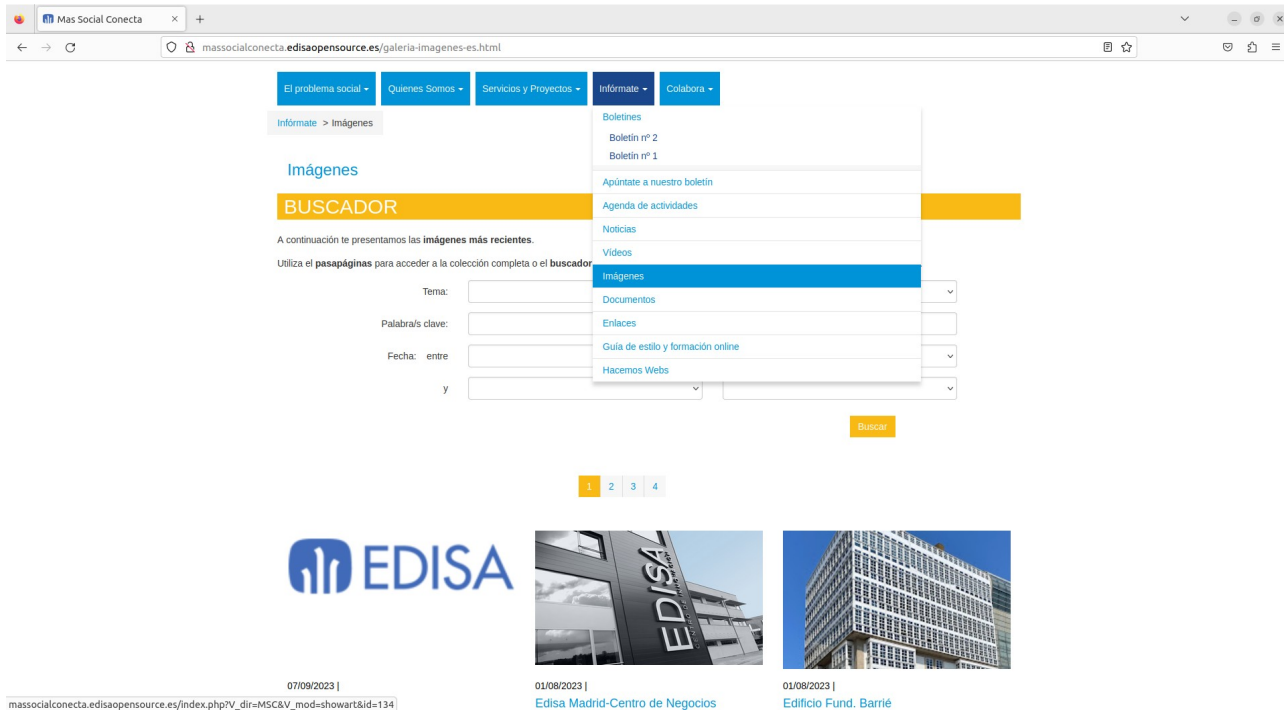 Mas Social Conecta
massocialconecta.edisaopensource.es/galeria-imagenes-es.html
El problema social
Quienes Somos
Servicios y Proyectos
Infórmate
Colabora
Infórmate > Imágenes
Boletines
Boletín nº 2
Boletín nº 1
Apúntate a nuestro boletín
Agenda de actividades
Noticias
Vídeos
Imágenes
Documentos
Enlaces
Guía de estilo y formación online
Hacemos Webs
Imágenes
BUSCADOR
A continuación te presentamos las imágenes más recientes.
Utiliza el pasapáginas para acceder a la colección completa o el buscador
Tema:
Palabra/s clave:
Fecha: entre
y
Buscar
1 2 3 4
EDISA
EDISA
07/09/2023 |
01/08/2023 |
Edisa Madrid-Centro de Negocios
01/08/2023 |
Edificio Fund. Barrié
massocialconecta.edisaopensource.es/index.php?V_dir=MSC&V_mod=showart&id=134